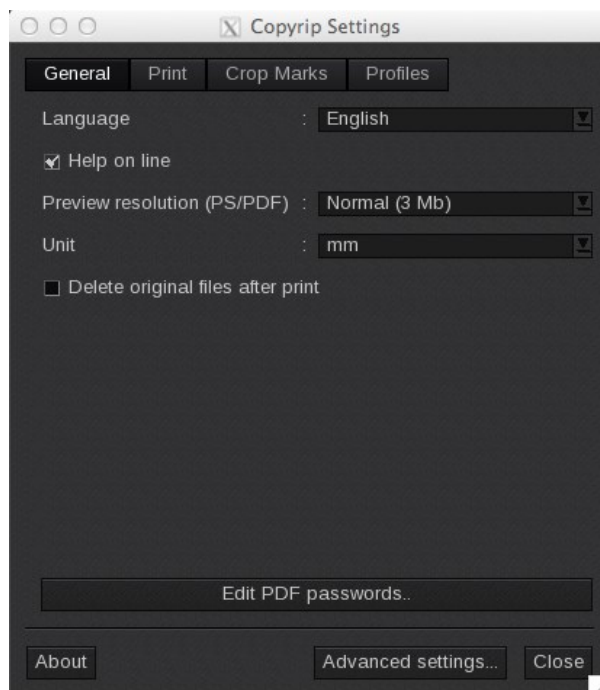 Copyrip Settings
General Print Crop Marks Profiles
Language : English
Help on line
Preview resolution (PS/PDF) : Normal (3 Mb)
Unit : mm
Delete original files after print
Edit PDF passwords..
About Advanced settings... Close